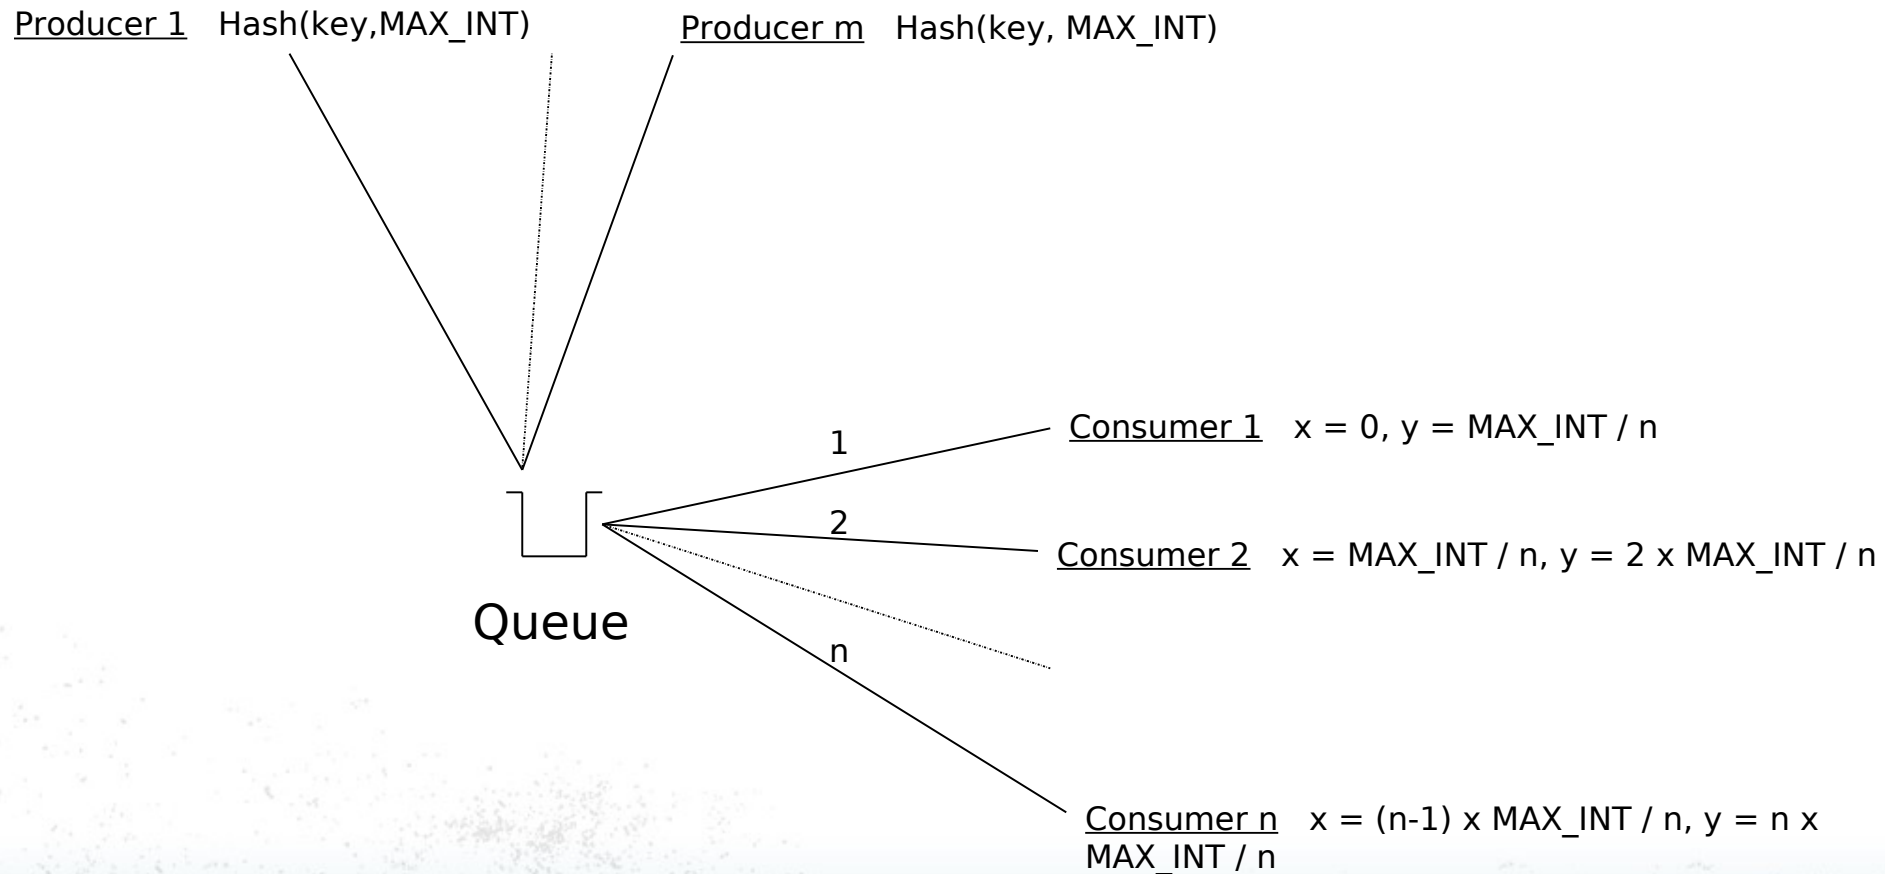 Producer 1 Hash(key,MAX_INT)
Producer m Hash(key, MAX_INT)
1
Consumer 1 x = 0, y = MAX_INT / n
2
Consumer 2 x = MAX_INT / n, y = 2 x MAX_INT / n
Queue
n
Consumer n x = (n-1) x MAX_INT / n, y = n x
MAX_INT / n